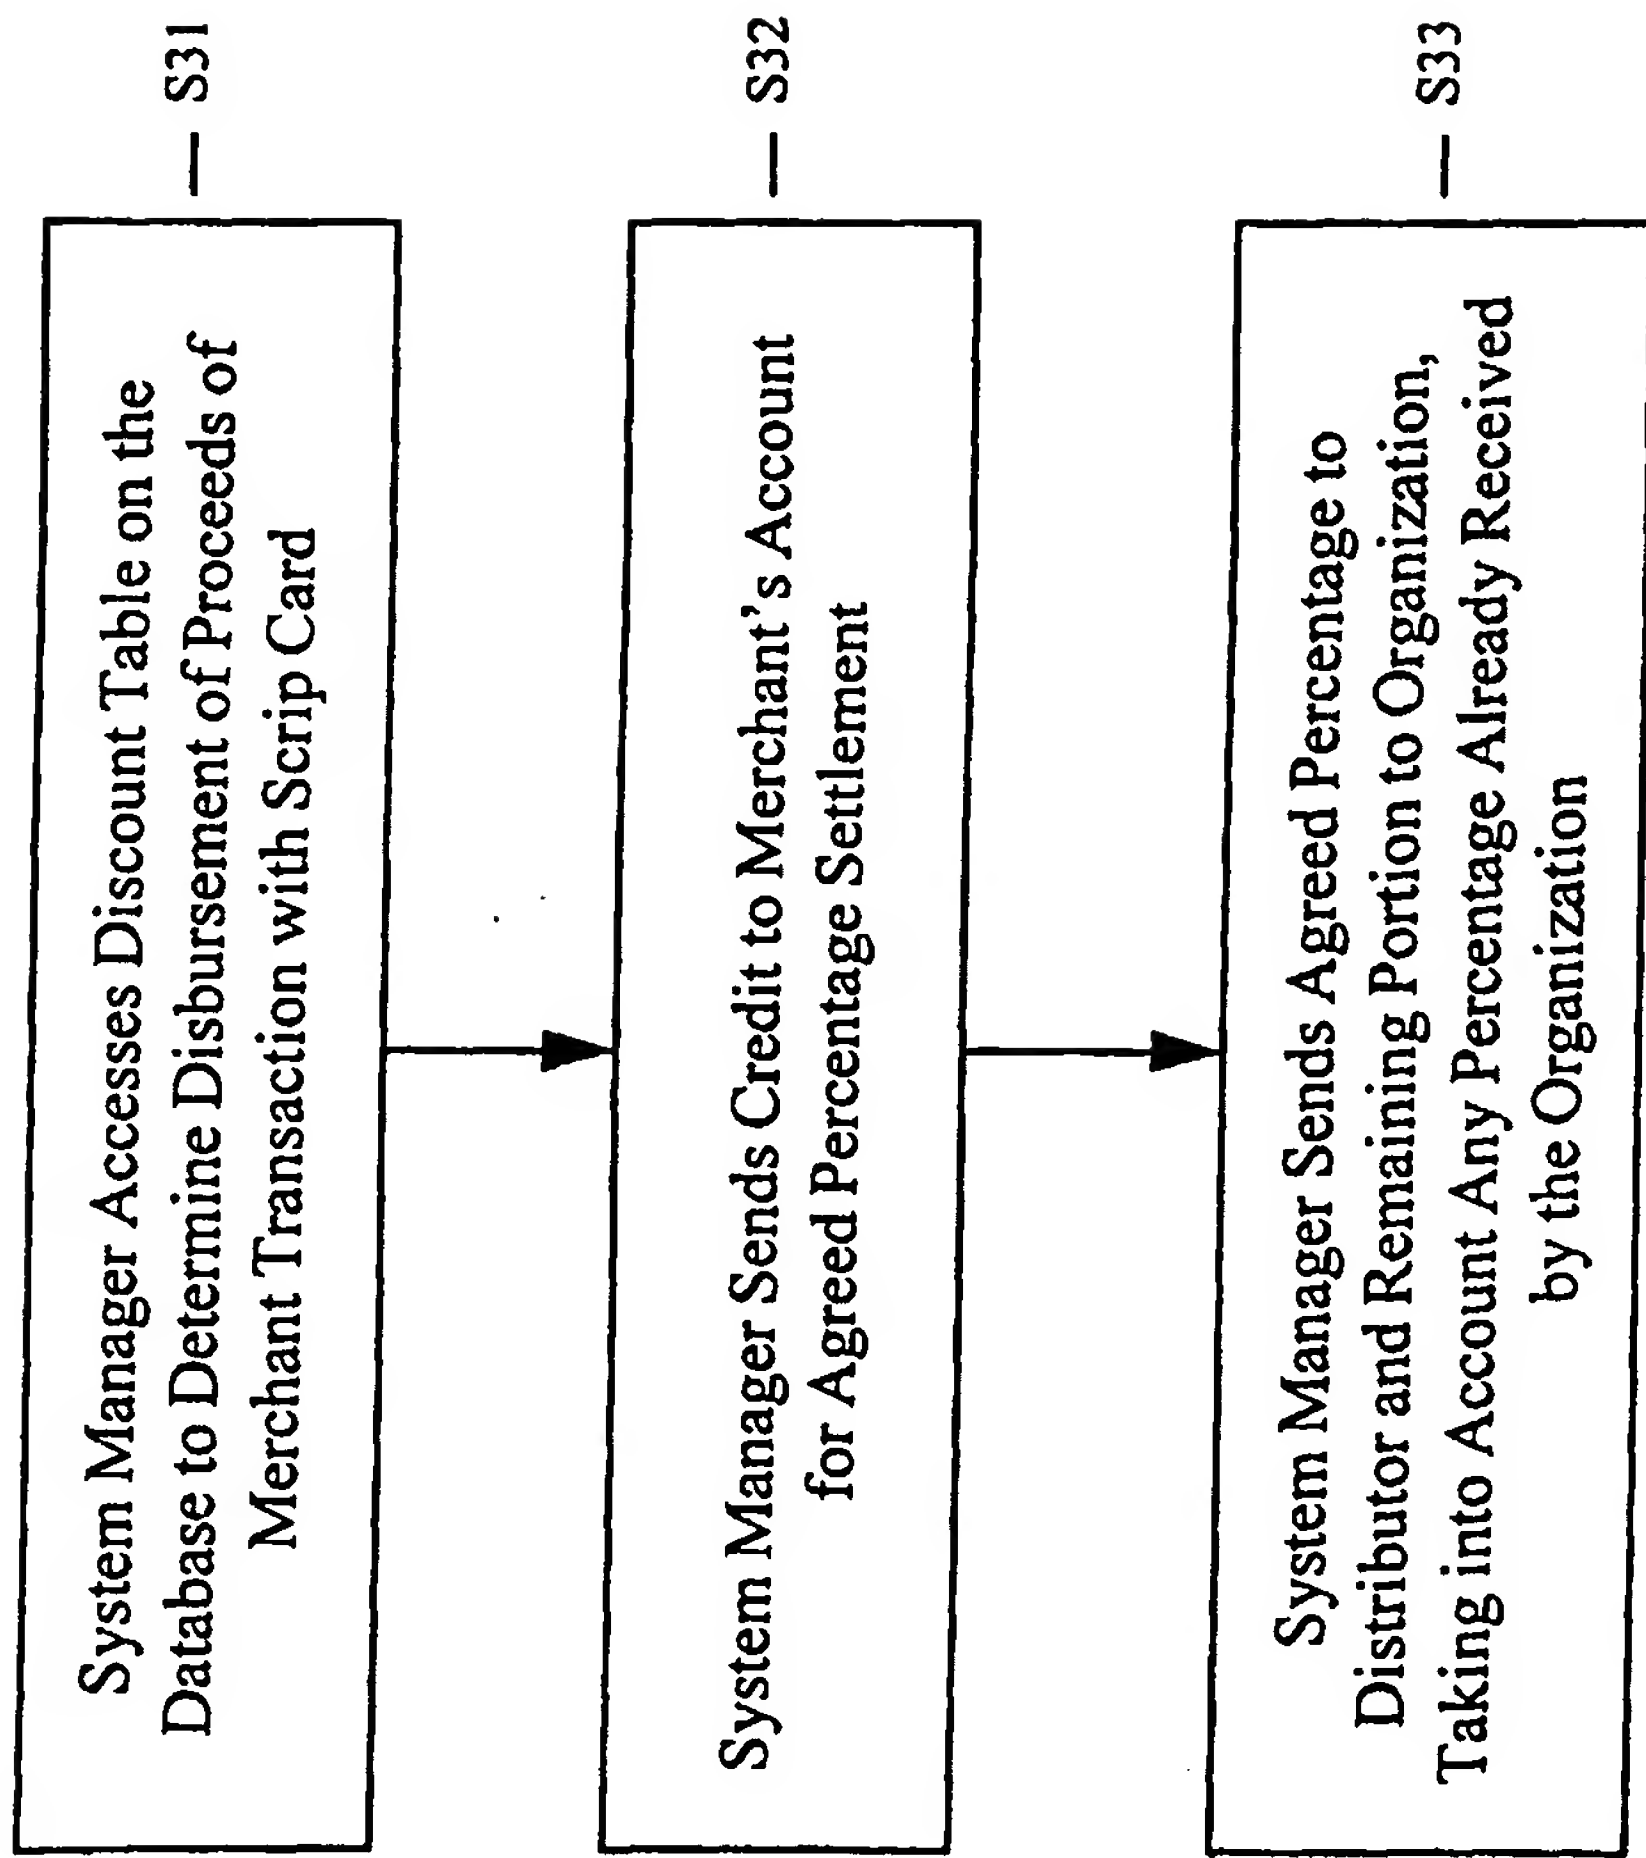 System Manager Accesses Discount Table on the
Database to Determine Disbursement of Proceeds of
Merchant Transaction with Scrip Card
— S31
System Manager Sends Credit to Merchant's Account
for Agreed Percentage Settlement
— S32
System Manager Sends Agreed Percentage to
Distributor and Remaining Portion to Organization,
Taking into Account Any Percentage Already Received
by the Organization
— S33